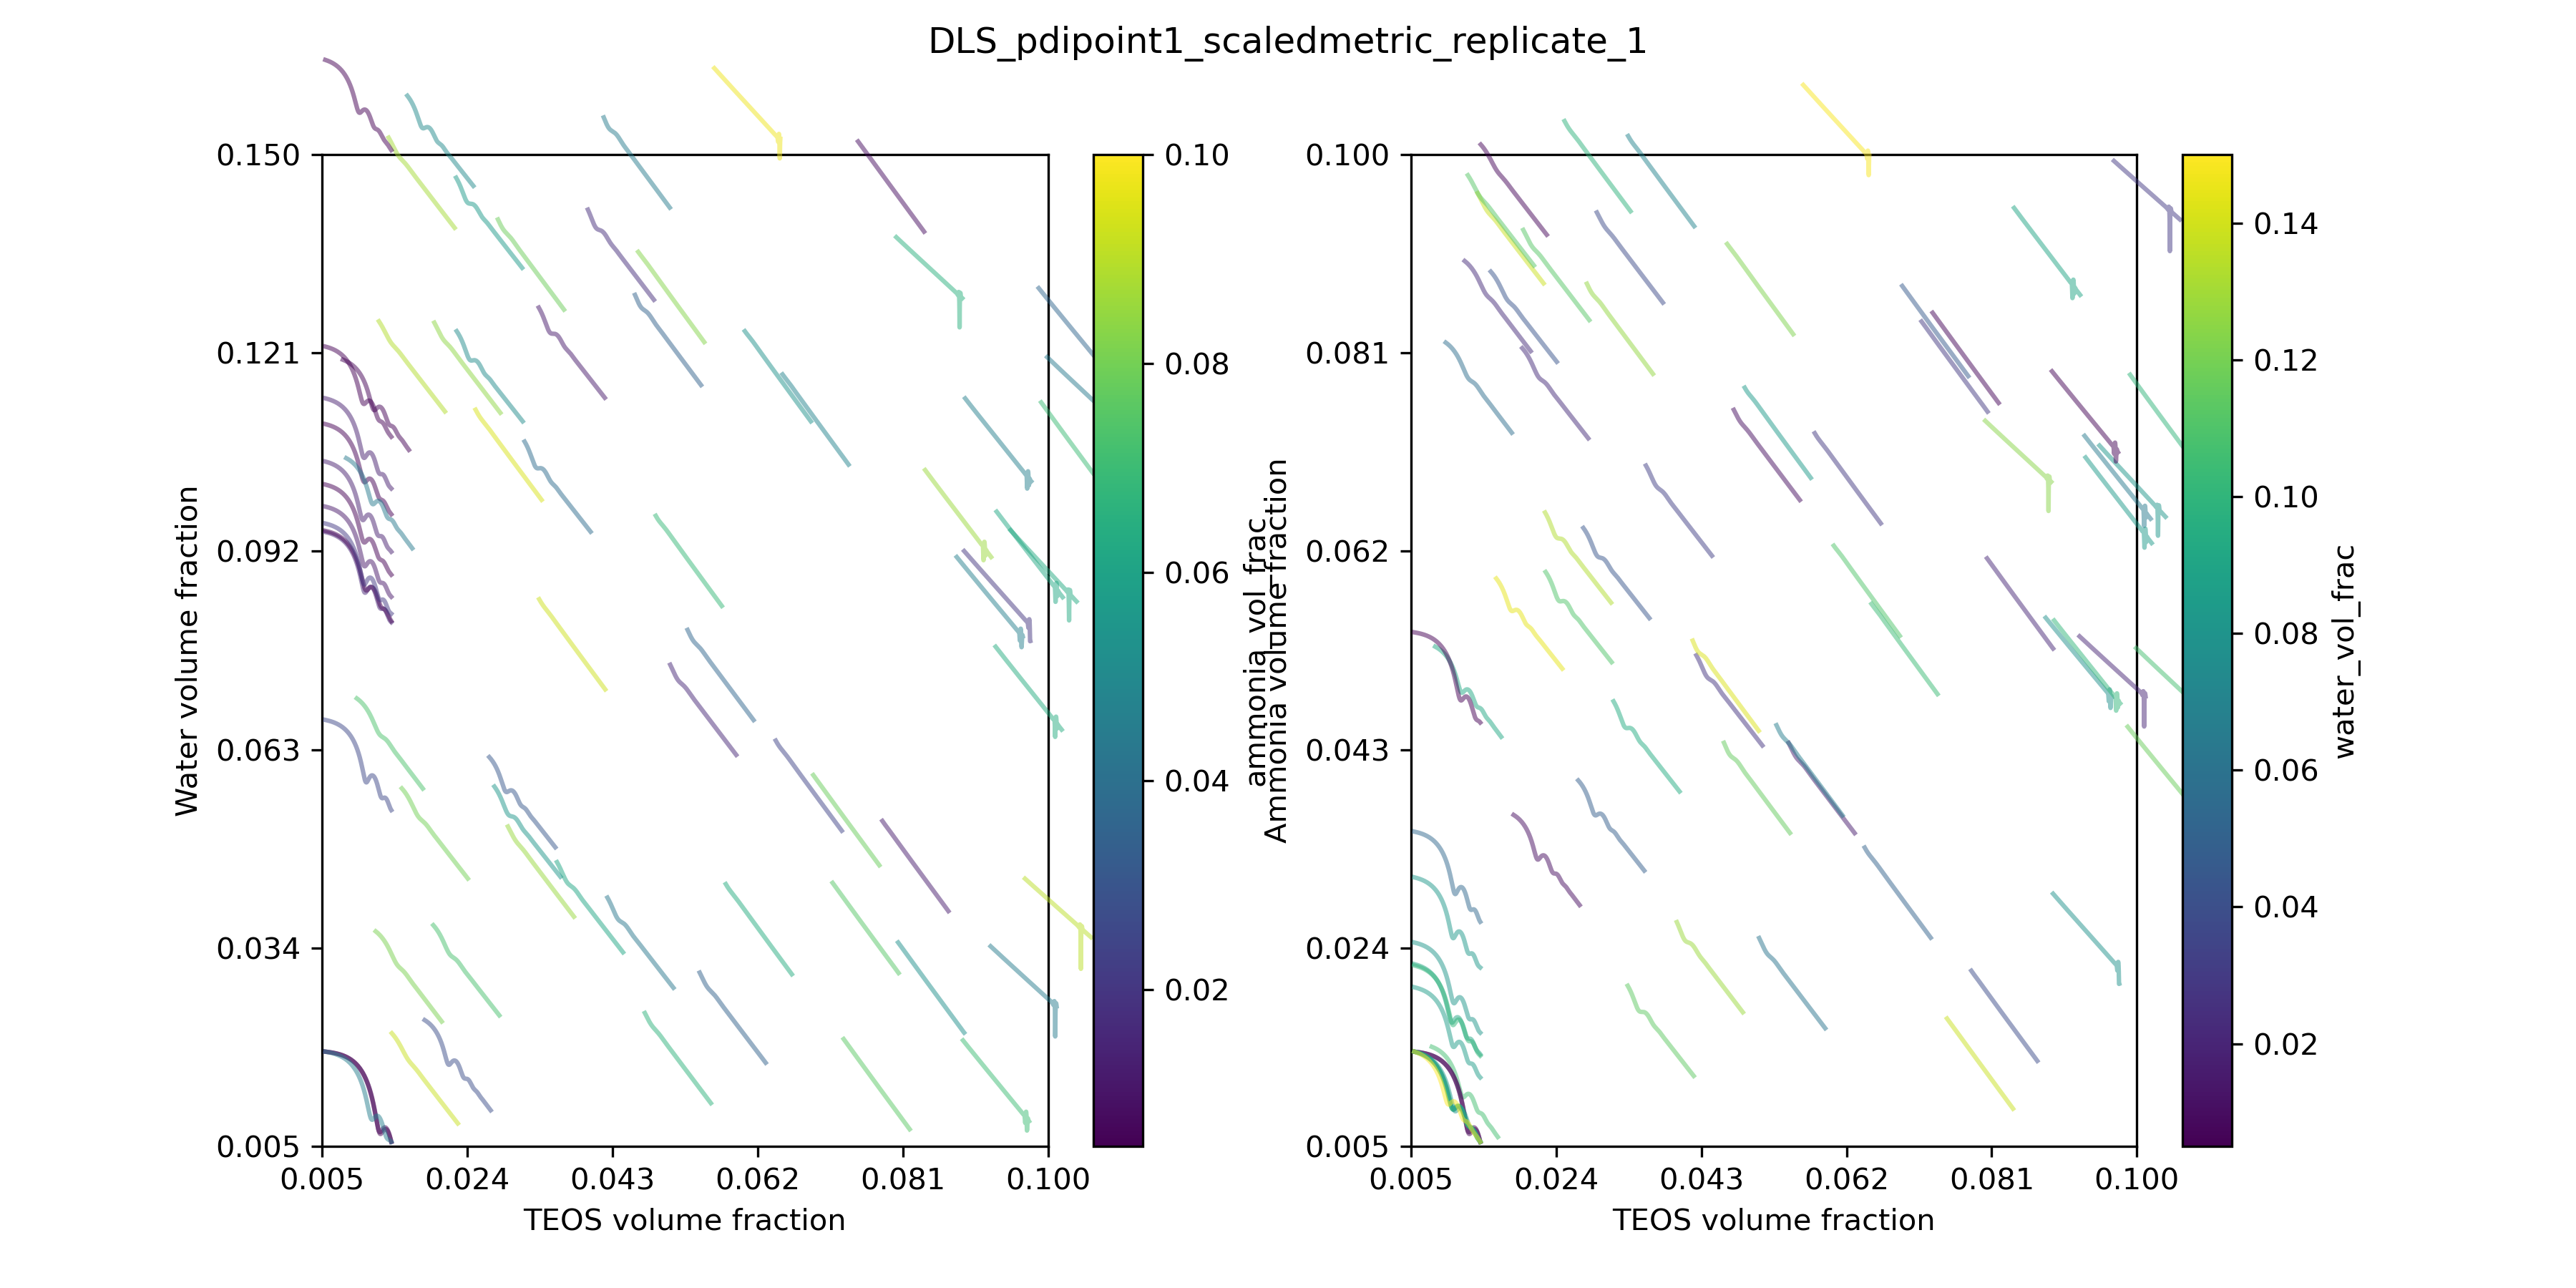 DLS_pdipoint1_scaledmetric_replicate_1
0.150
0.121
0.092
0.063
0.034
0.005
Water volume fraction
0.005 0.024 0.043 0.062 0.081 0.100
TEOS volume fraction
0.10
0.08
0.06
0.04
0.02
ammonia_vol_frac
Ammonia volume fraction
0.100
0.081
0.062
0.043
0.024
0.005
0.005 0.024 0.043 0.062 0.081 0.100
TEOS volume fraction
0.14
0.12
0.10
0.08
0.06
0.04
0.02
water_vol_frac